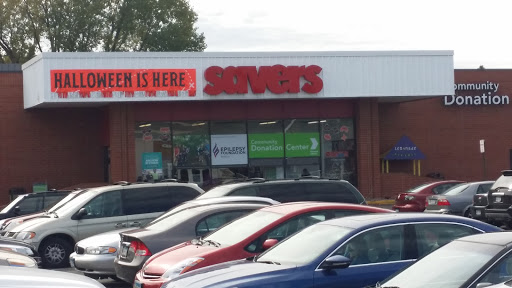 HALLOWEEN IS HERE
savers
Community
Donation
EPILEPSY
FOUNDATION
Community
Donation Center